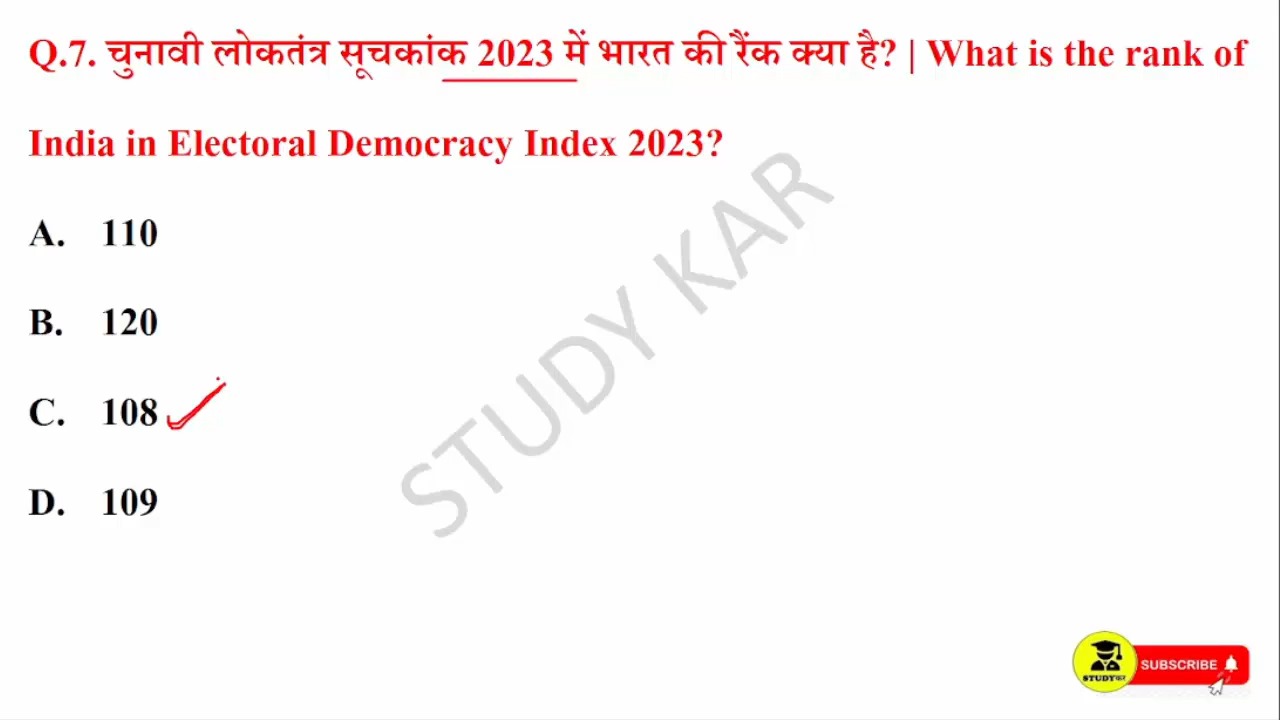 Q.7. चुनावी लोकतंत्र सूचकांक 2023 में भारत की रैंक क्या है? | What is the rank of
India in Electoral Democracy Index 2023?
A. 110
B. 120
C. 108
D. 109
STUDY KAR
SUBSCRIBE
STUDYकर